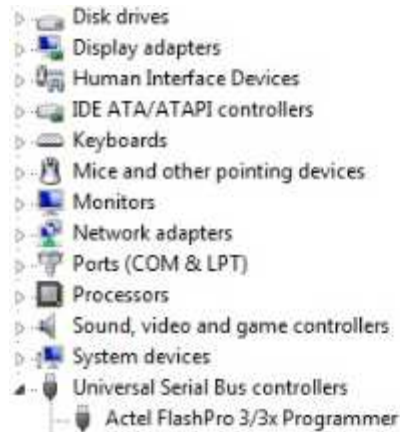 Disk drives
Display adapters
Human Interface Devices
IDE ATA/ATAPI controllers
Keyboards
Mice and other pointing devices
Monitors
Network adapters
Ports (COM & LPT)
Processors
Sound, video and game controllers
System devices
Universal Serial Bus controllers
Actel FlashPro 3/3x Programmer